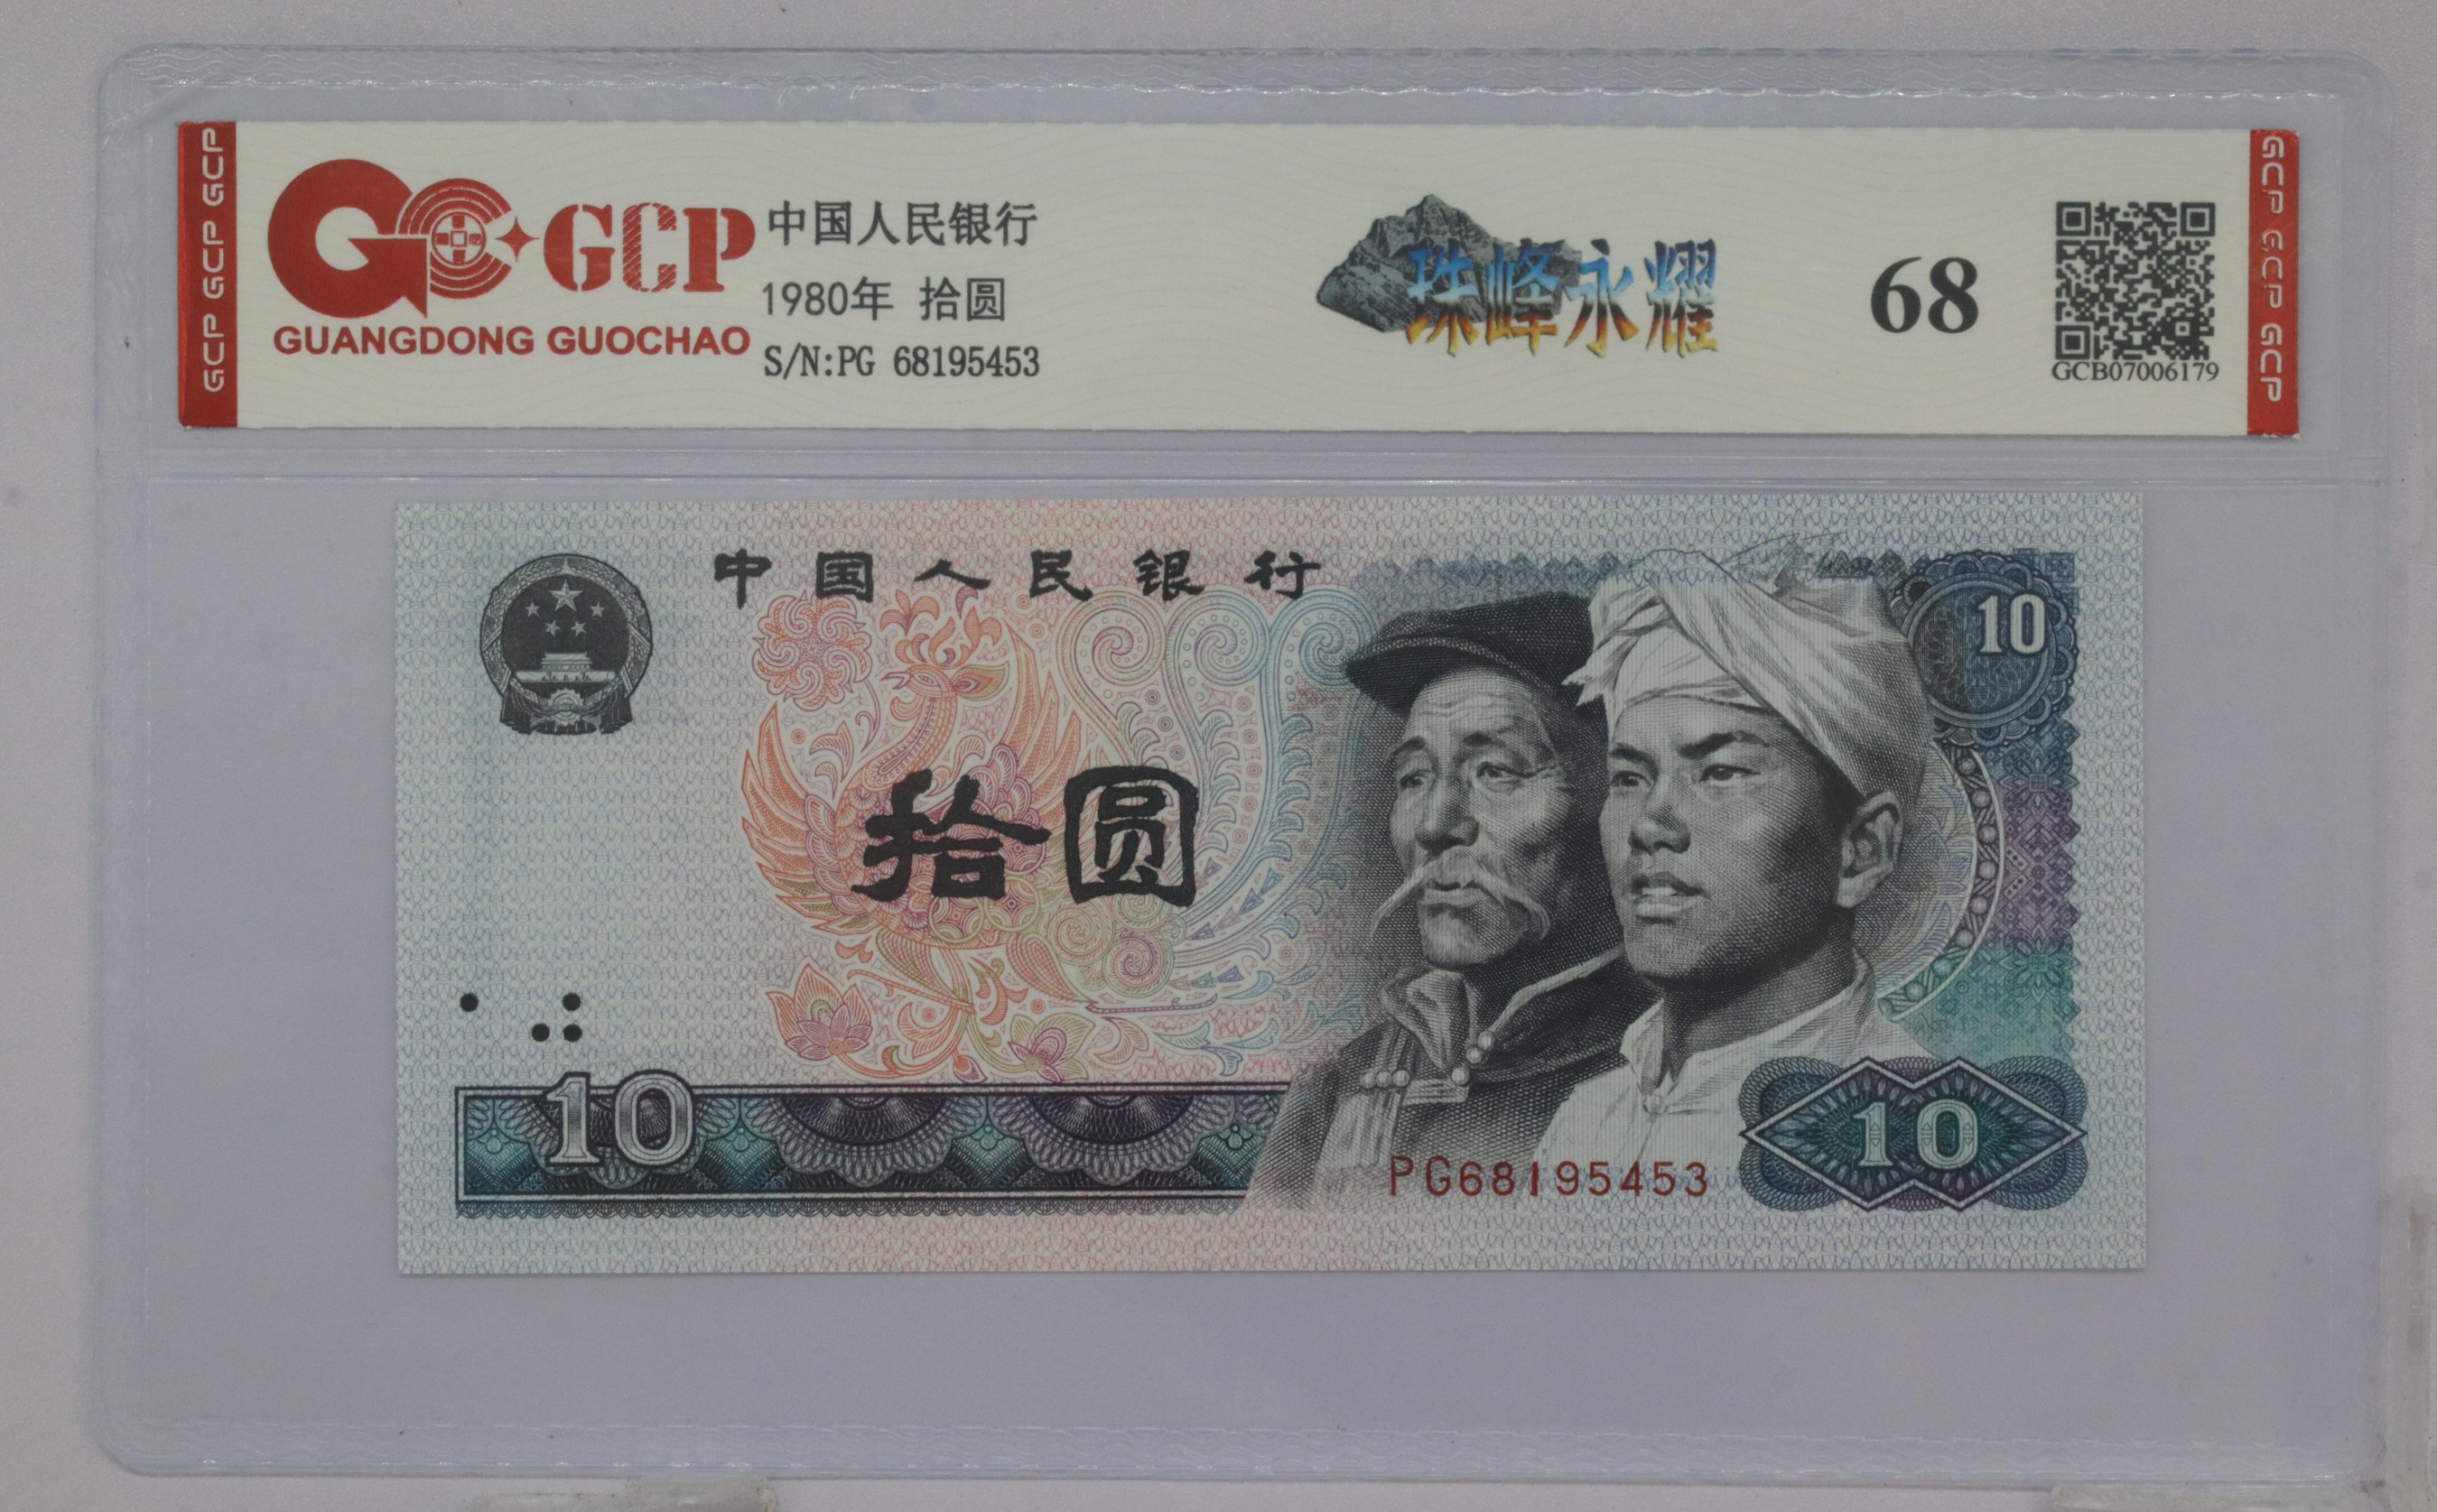 GCP GCP GCP
GCP
GUANGDONG GUOCHAO
中国人民银行
1980年 拾圆
S/N:PG 68195453
珠峰永耀
68
GCB07006179
GCP GCP GCP
中国人民银行
10
拾圆
10
PG68195453
10